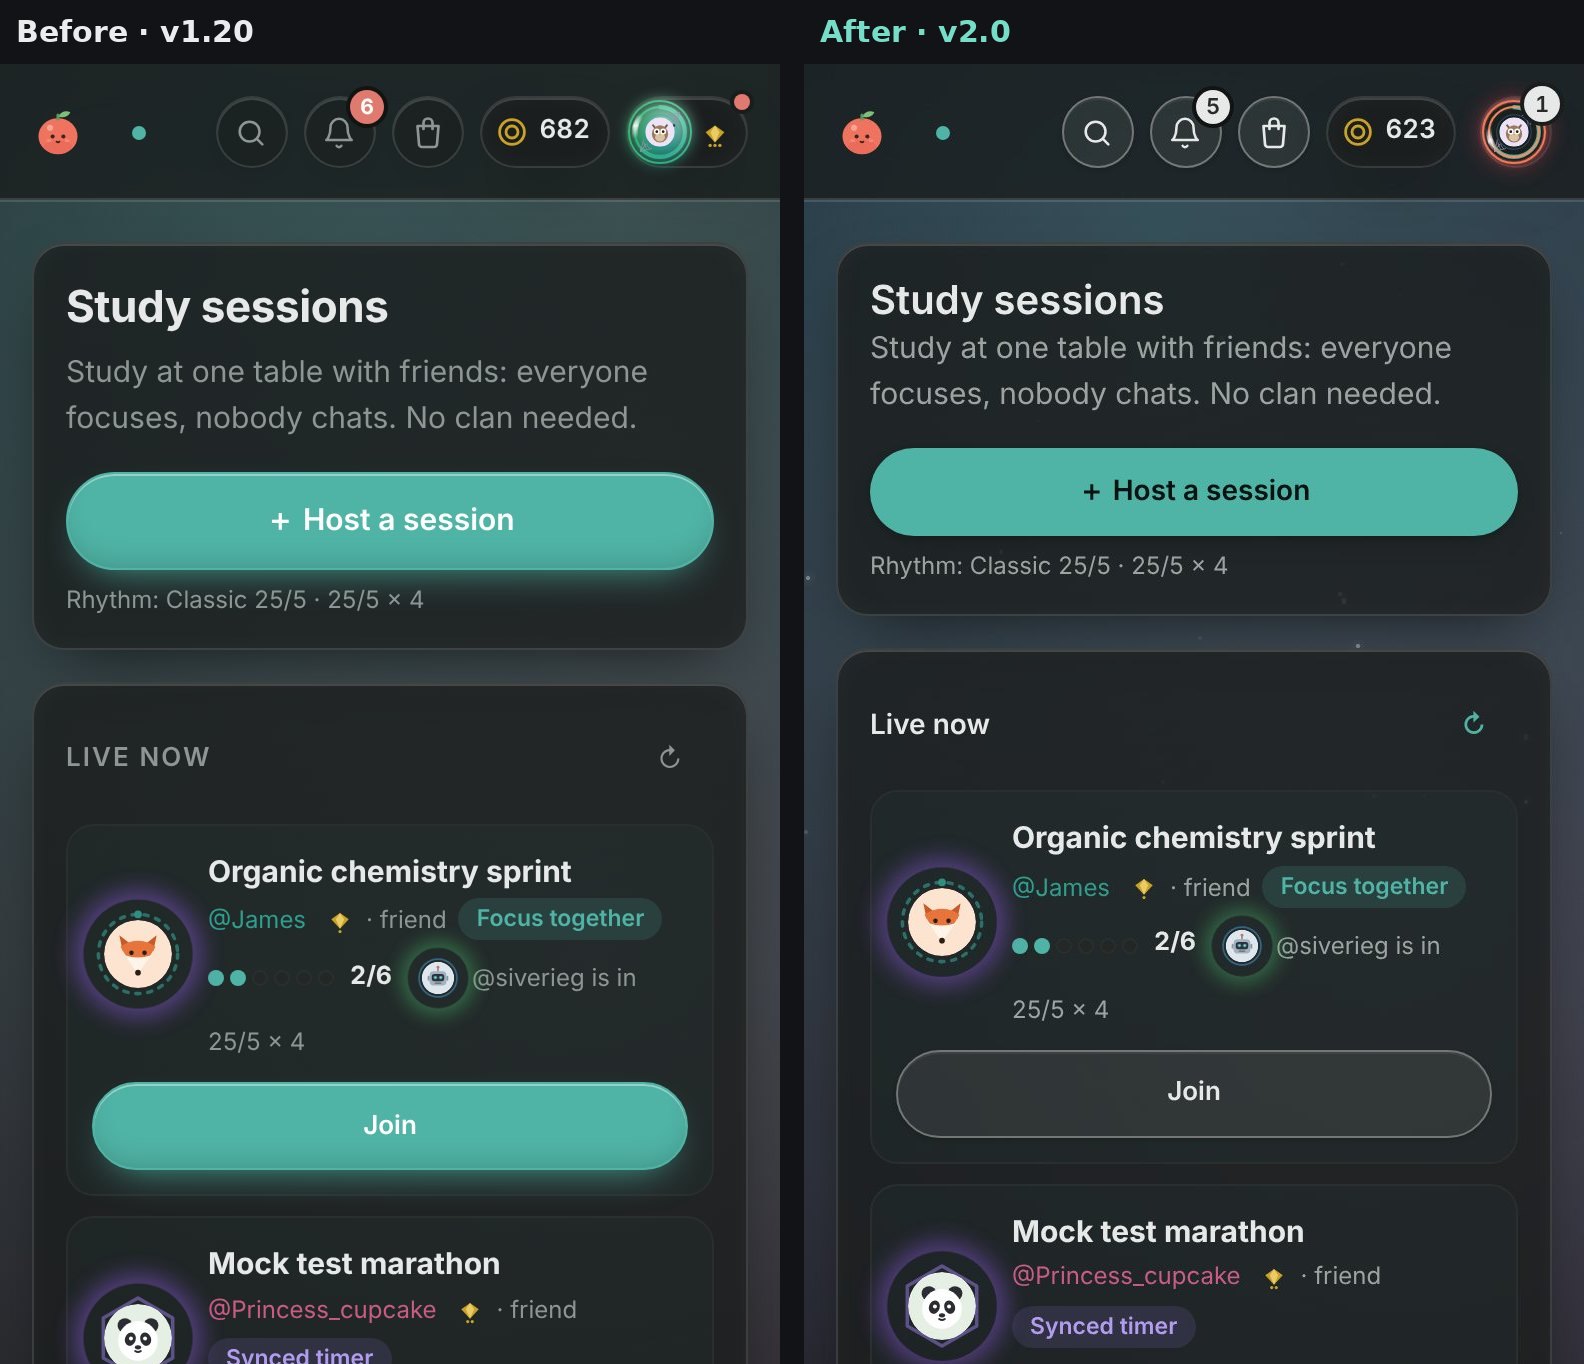 Before · v1.20
6
682
Study sessions
Study at one table with friends: everyone
focuses, nobody chats. No clan needed.
+ Host a session
Rhythm: Classic 25/5 · 25/5 × 4
LIVE NOW
Organic chemistry sprint
@James · friend Focus together
2/6 @siverieg is in
25/5 × 4
Join
Mock test marathon
@Princess_cupcake · friend
Synced timer
After · v2.0
5
623
1
Study sessions
Study at one table with friends: everyone
focuses, nobody chats. No clan needed.
+ Host a session
Rhythm: Classic 25/5 · 25/5 × 4
Live now
Organic chemistry sprint
@James · friend Focus together
2/6 @siverieg is in
25/5 × 4
Join
Mock test marathon
@Princess_cupcake · friend
Synced timer